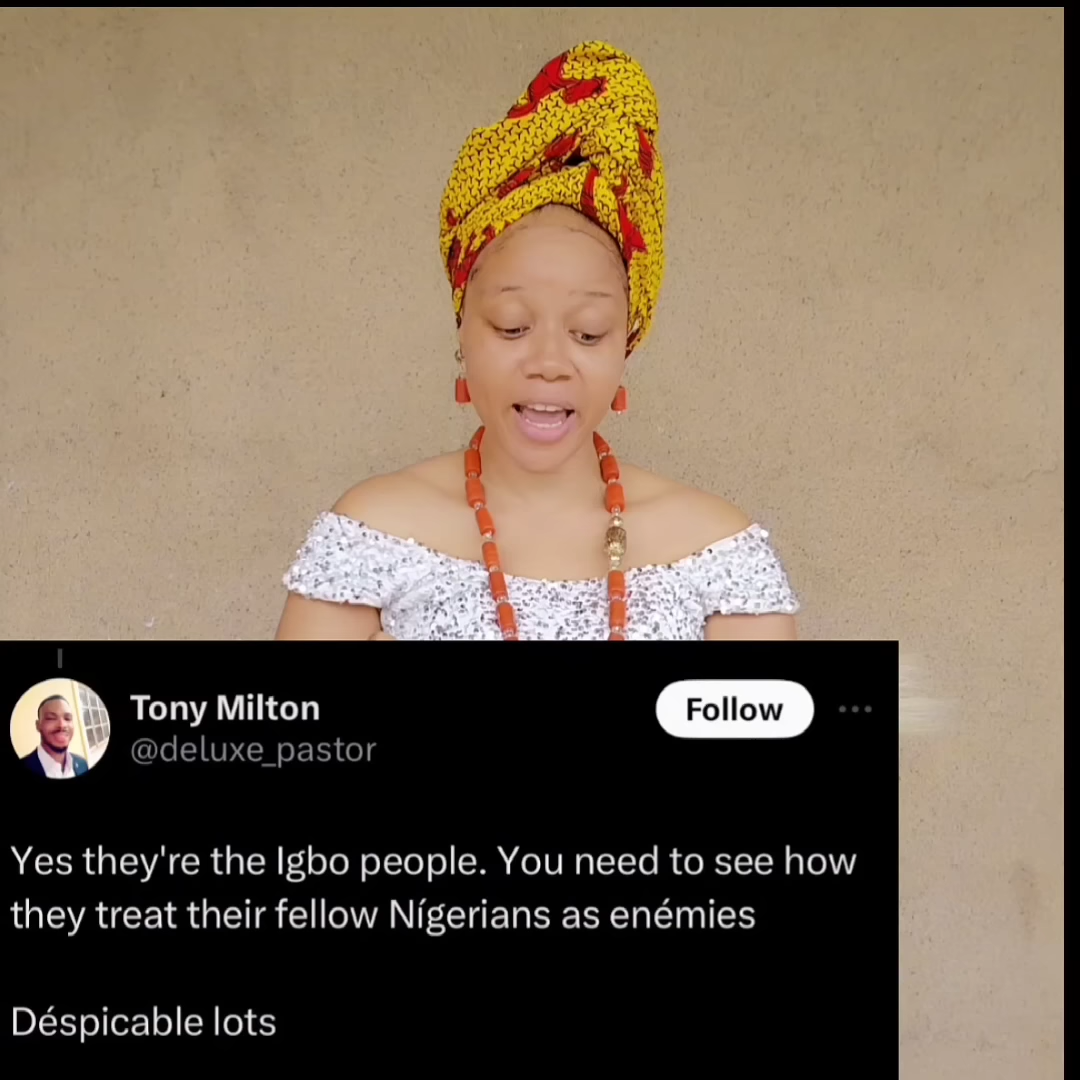 Tony Milton
Follow
@deluxe_pastor
Yes they're the Igbo people. You need to see how
they treat their fellow Nígerians as enémies
Déspicable lots